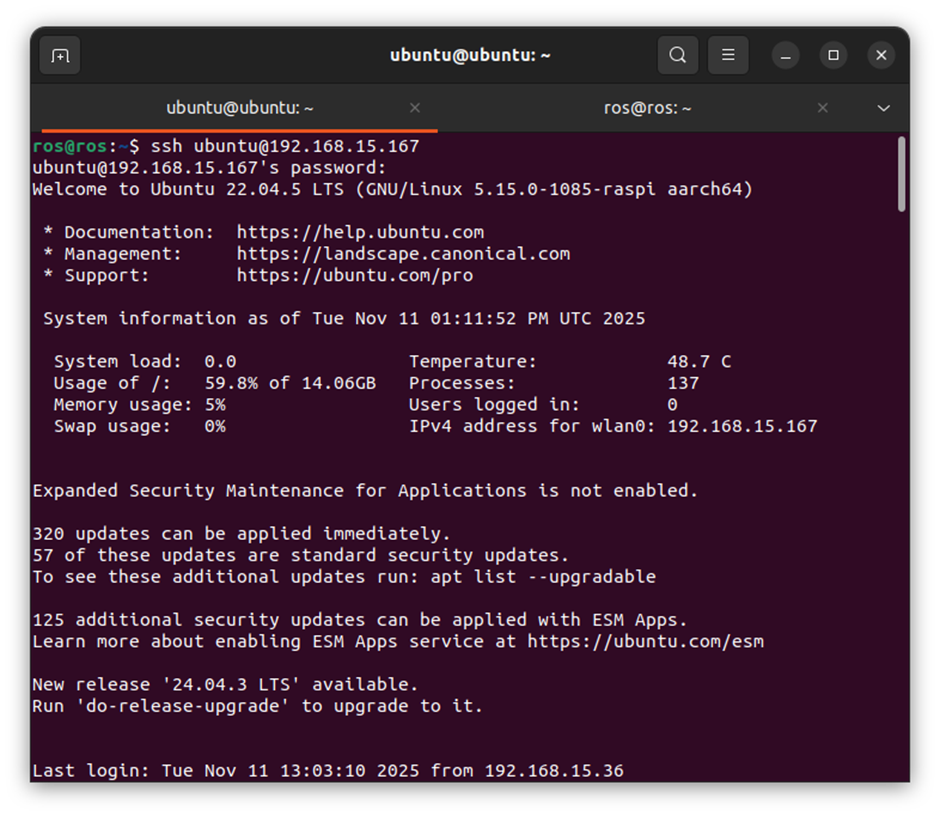 ubuntu@ubuntu: ~
ubuntu@ubuntu: ~
ros@ros: ~
ros@ros:~$ ssh ubuntu@192.168.15.167
ubuntu@192.168.15.167's password:
Welcome to Ubuntu 22.04.5 LTS (GNU/Linux 5.15.0-1085-raspi aarch64)
* Documentation: https://help.ubuntu.com
* Management: https://landscape.canonical.com
* Support: https://ubuntu.com/pro
System information as of Tue Nov 11 01:11:52 PM UTC 2025
System load: 0.0 Temperature: 48.7 C
Usage of /: 59.8% of 14.06GB Processes: 137
Memory usage: 5% Users logged in: 0
Swap usage: 0% IPv4 address for wlan0: 192.168.15.167
Expanded Security Maintenance for Applications is not enabled.
320 updates can be applied immediately.
57 of these updates are standard security updates.
To see these additional updates run: apt list --upgradable
125 additional security updates can be applied with ESM Apps.
Learn more about enabling ESM Apps service at https://ubuntu.com/esm
New release '24.04.3 LTS' available.
Run 'do-release-upgrade' to upgrade to it.
Last login: Tue Nov 11 13:03:10 2025 from 192.168.15.36